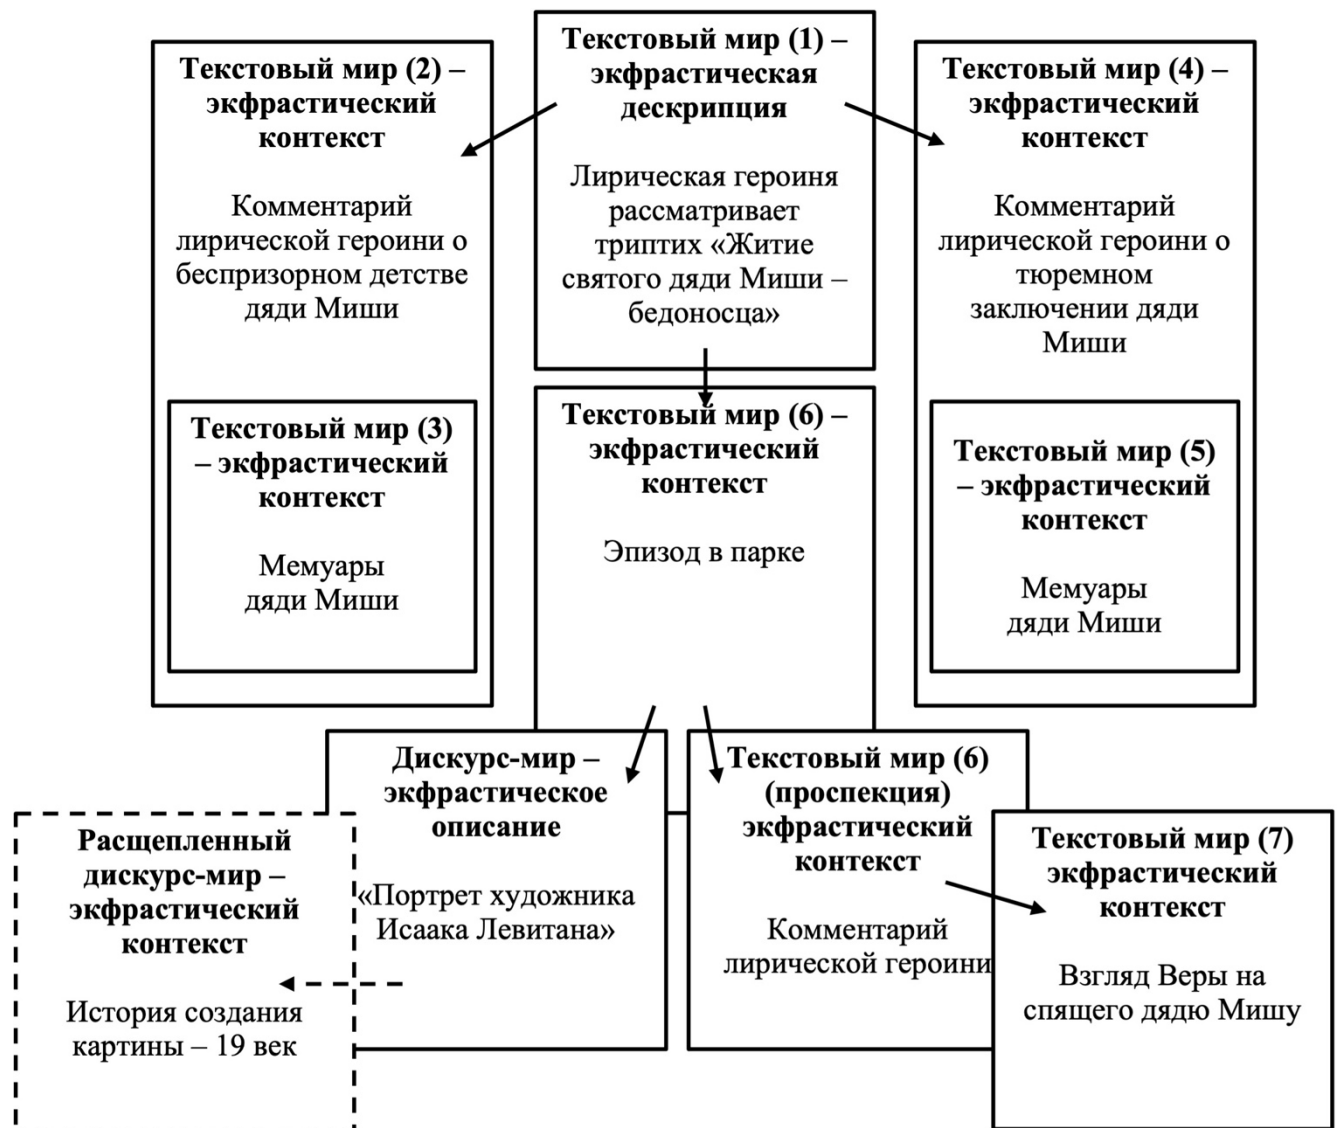 Текстовый мир (1) –
экфрастическая
дескрипция
Лирическая героиня
рассматривает
триптих «Житие
святого дяди Миши –
бедоносца»
Текстовый мир (2) –
экфрастический
контекст
Комментарий
лирической героини о
беспризорном детстве
дяди Миши
Текстовый мир (3)
– экфрастический
контекст
Мемуары
дяди Миши
Текстовый мир (4) –
экфрастический
контекст
Комментарий
лирической героини о
тюремном
заключении дяди
Миши
Текстовый мир (5)
– экфрастический
контекст
Мемуары
дяди Миши
Текстовый мир (6) –
экфрастический
контекст
Эпизод в парке
Дискурс-мир –
экфрастическое
описание
«Портрет художника
Исаака Левитана»
Расщепленный
дискурс-мир –
экфрастический
контекст
История создания
картины – 19 век
Текстовый мир (6)
(проспекция)
экфрастический
контекст
Комментарий
лирической героини
Текстовый мир (7)
экфрастический
контекст
Взгляд Веры на
спящего дядю Мишу